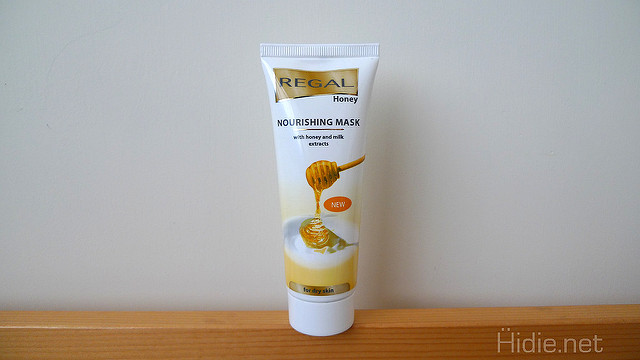 REGAL
Honey
NOURISHING MASK
with honey and milk
extracts
NEW
for dry skin
Hidie.net